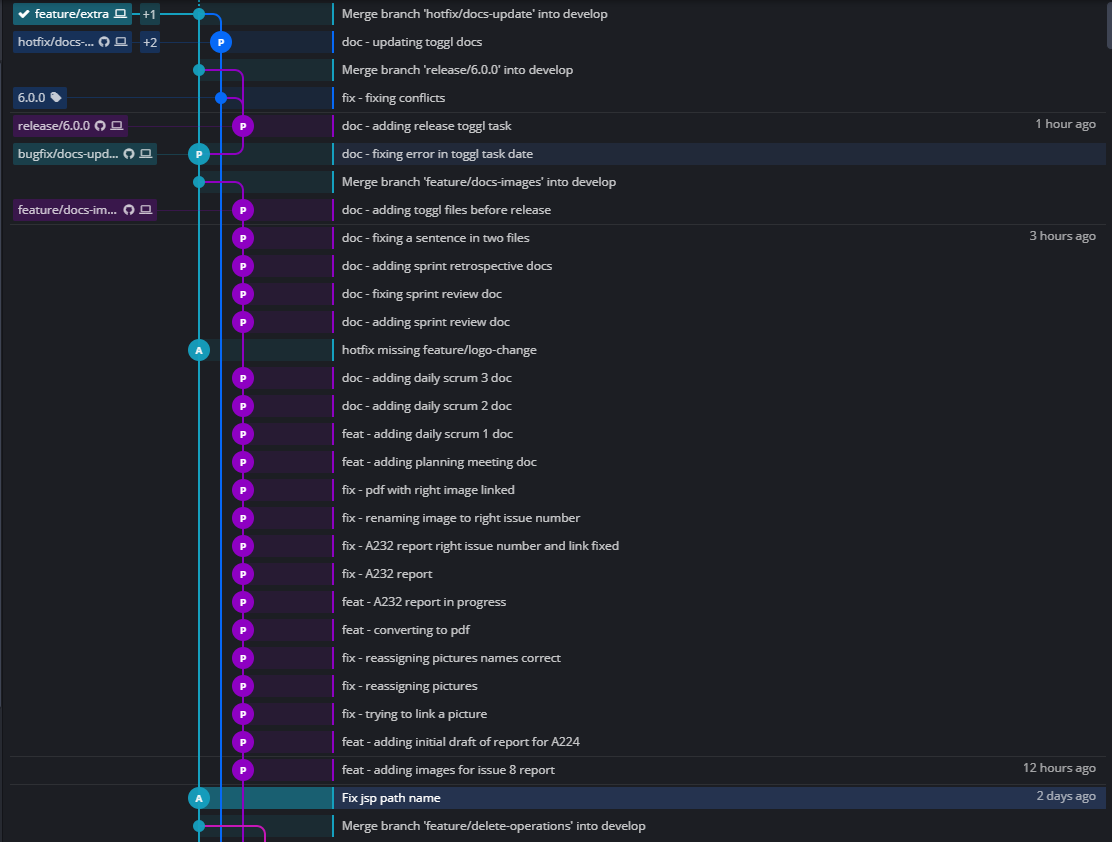 feature/extra +1 Merge branch 'hotfix/docs-update' into develop
hotfix/docs-... +2 P doc - updating toggl docs
Merge branch 'release/6.0.0' into develop
6.0.0 fix - fixing conflicts
release/6.0.0 P doc - adding release toggl task 1 hour ago
bugfix/docs-upd... P doc - fixing error in toggl task date
Merge branch 'feature/docs-images' into develop
feature/docs-im... P doc - adding toggl files before release
P doc - fixing a sentence in two files 3 hours ago
P doc - adding sprint retrospective docs
P doc - fixing sprint review doc
P doc - adding sprint review doc
A hotfix missing feature/logo-change
P doc - adding daily scrum 3 doc
P doc - adding daily scrum 2 doc
P feat - adding daily scrum 1 doc
P feat - adding planning meeting doc
P fix - pdf with right image linked
P fix - renaming image to right issue number
P fix - A232 report right issue number and link fixed
P fix - A232 report
P feat - A232 report in progress
P feat - converting to pdf
P fix - reassigning pictures names correct
P fix - reassigning pictures
P fix - trying to link a picture
P feat - adding initial draft of report for A224
P feat - adding images for issue 8 report 12 hours ago
A Fix jsp path name 2 days ago
Merge branch 'feature/delete-operations' into develop